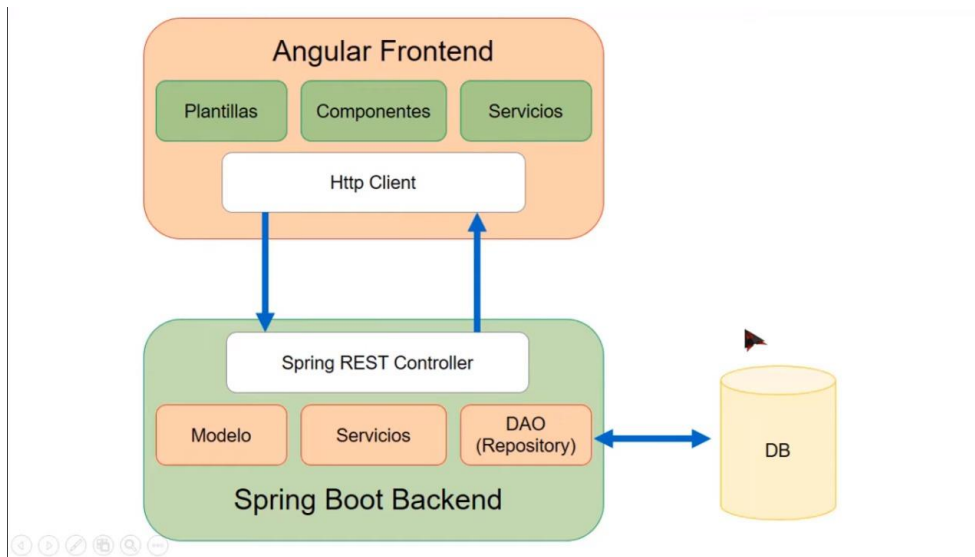 Angular Frontend
Plantillas
Componentes
Servicios
Http Client
Spring REST Controller
Modelo
Servicios
DAO
(Repository)
DB
Spring Boot Backend